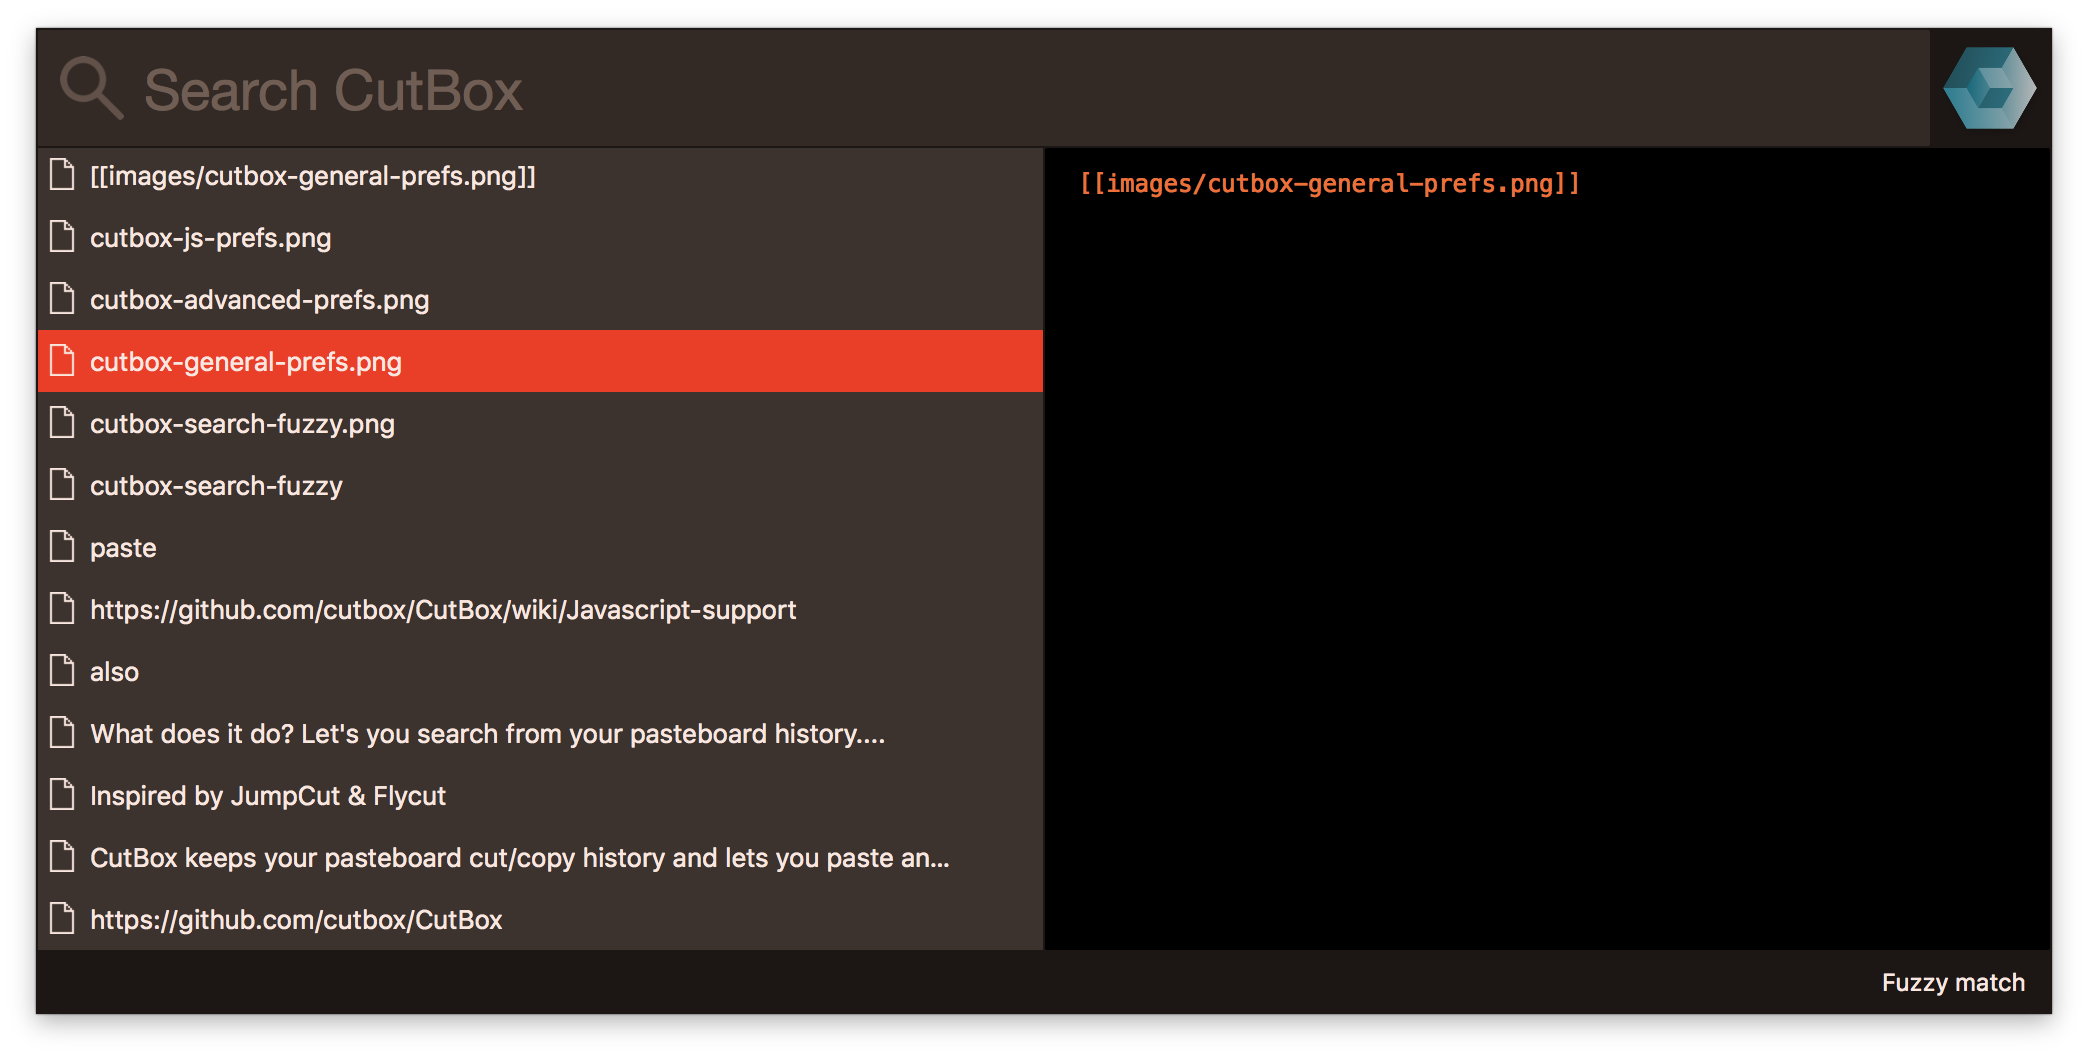 Search CutBox
[[images/cutbox-general-prefs.png]]
cutbox-js-prefs.png
cutbox-advanced-prefs.png
cutbox-general-prefs.png
cutbox-search-fuzzy.png
cutbox-search-fuzzy
paste
https://github.com/cutbox/CutBox/wiki/Javascript-support
also
What does it do? Let's you search from your pasteboard history....
Inspired by JumpCut & Flycut
CutBox keeps your pasteboard cut/copy history and lets you paste an...
https://github.com/cutbox/CutBox
[[images/cutbox-general-prefs.png]]
Fuzzy match